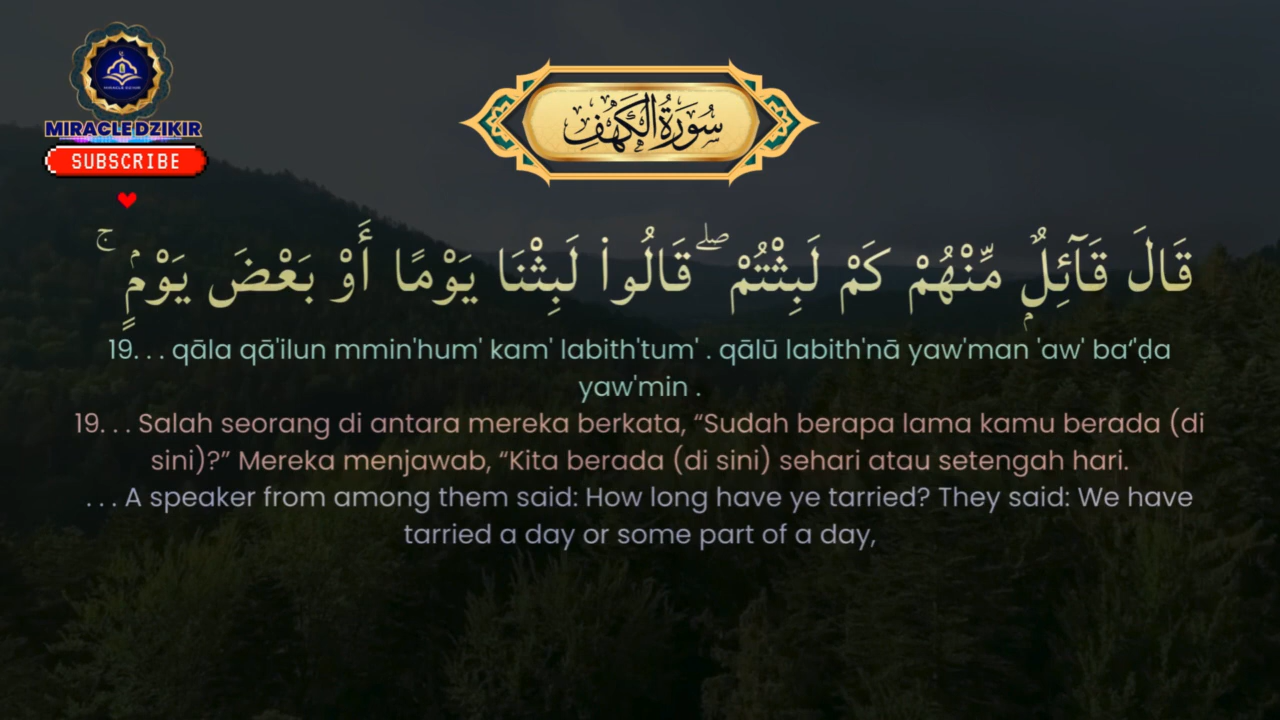 MIRACLE DZIKIR
MIRACLE DZIKIR
SUBSCRIBE
سُورَةُ الْكَهْفِ
قَالَ قَآئِلٌۭ مِّنْهُمْ كَمْ لَبِثْتُمْ ۖ قَالُوا۟ لَبِثْنَا يَوْمًا أَوْ بَعْضَ يَوْمٍۢ ۚ
19. . . qāla qā'ilun mmin'hum' kam' labith'tum' . qālū labith'nā yaw'man 'aw' ba‘'ḍa
yaw'min .
19. . . Salah seorang di antara mereka berkata, “Sudah berapa lama kamu berada (di
sini)?” Mereka menjawab, “Kita berada (di sini) sehari atau setengah hari.
. . . A speaker from among them said: How long have ye tarried? They said: We have
tarried a day or some part of a day,